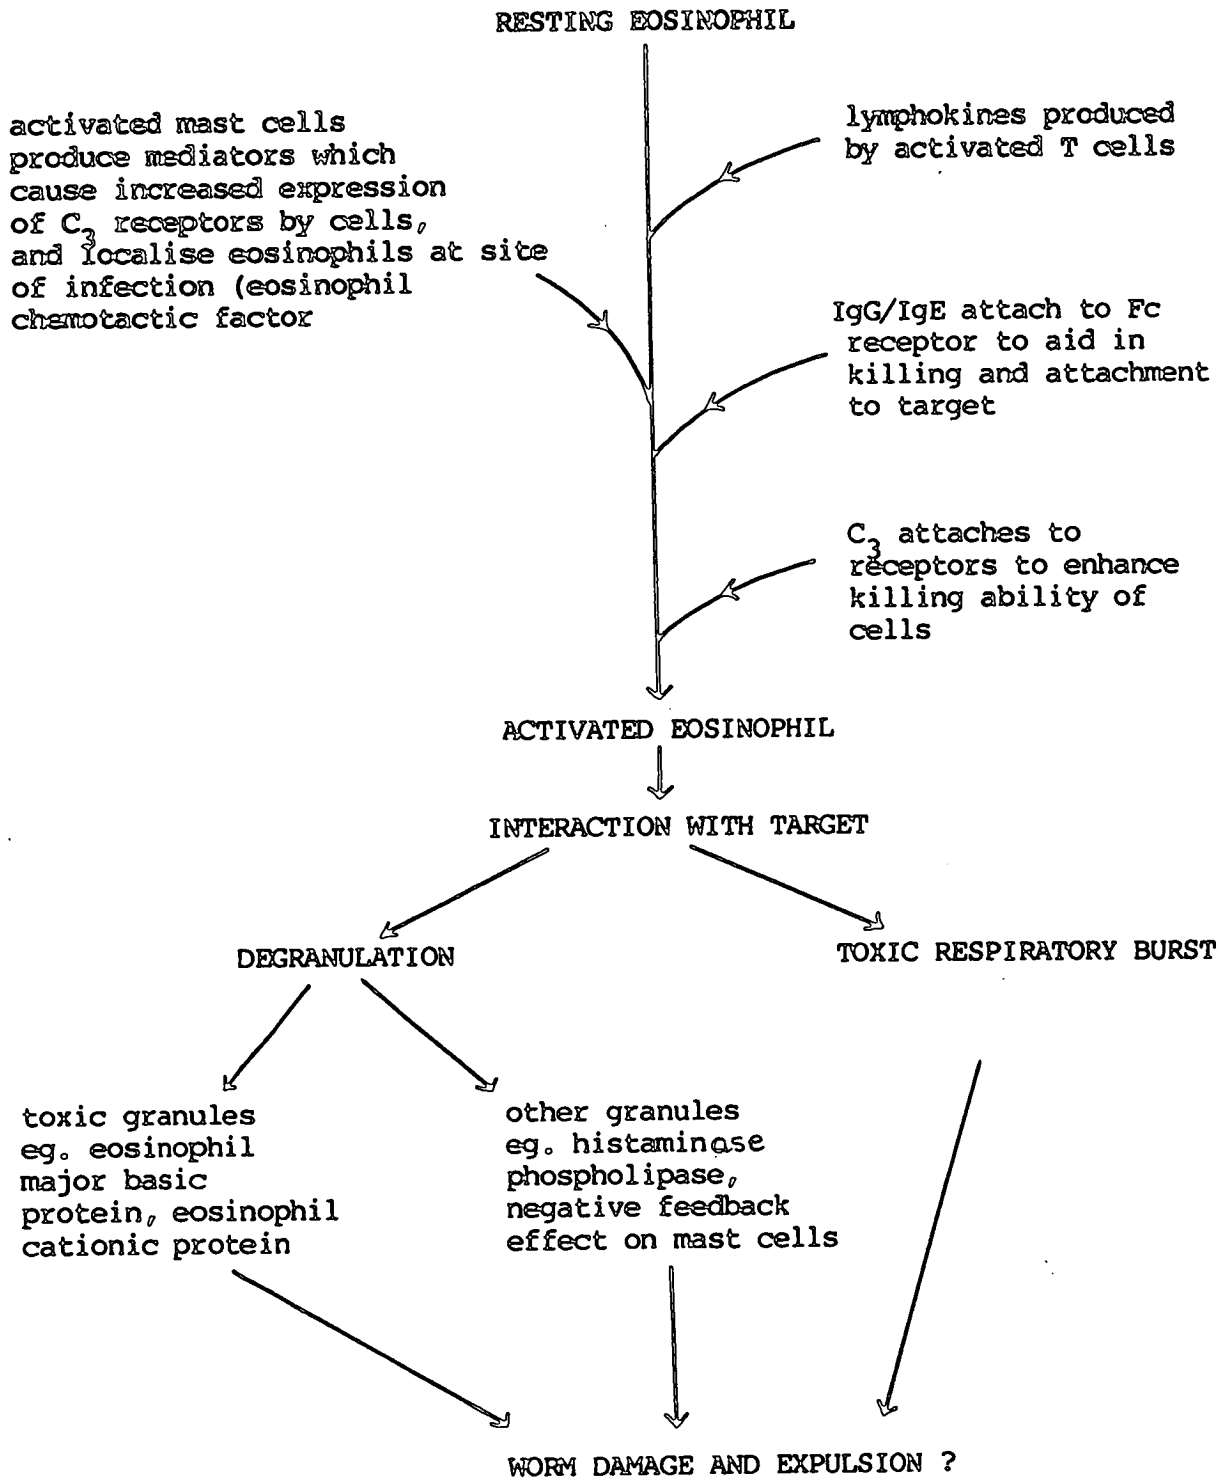 RESTING EOSINOPHIL
activated mast cells
produce mediators which
cause increased expression
of C₃ receptors by cells,
and localise eosinophils at site
of infection (eosinophil
chemotactic factor
lymphokines produced
by activated T cells
IgG/IgE attach to Fc
receptor to aid in
killing and attachment
to target
C₃ attaches to
receptors to enhance
killing ability of
cells
ACTIVATED EOSINOPHIL
INTERACTION WITH TARGET
DEGRANULATION
TOXIC RESPIRATORY BURST
toxic granules
eg. eosinophil
major basic
protein, eosinophil
cationic protein
other granules
eg. histaminase
phospholipase,
negative feedback
effect on mast cells
WORM DAMAGE AND EXPULSION ?